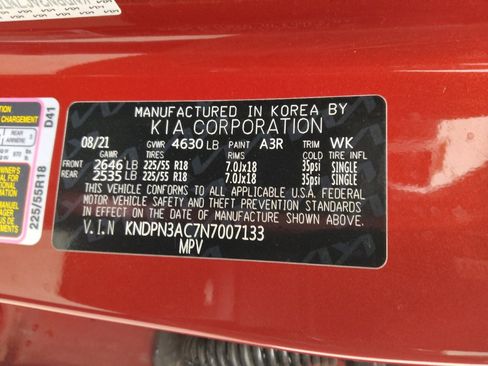 MANUFACTURED IN KOREA BY
KIA CORPORATION
08/21 GVWR 4630 LB PAINT A3R TRIM WK
GAWR TIRES RIMS COLD TIRE INFL
FRONT 2646 LB 225/55 R18 7.0Jx18 35psi SINGLE
REAR 2535 LB 225/55 R18 7.0Jx18 35psi SINGLE
THIS VEHICLE CONFORMS TO ALL APPLICABLE U.S.A. FEDERAL
MOTOR VEHICLE SAFETY AND THEFT PREVENTION STANDARDS
IN EFFECT ON THE DATE OF MANUFACTURE SHOWN ABOVE.
V.I.N KNDPN3AC7N7007133
MPV
225/55R18 D41
REAR